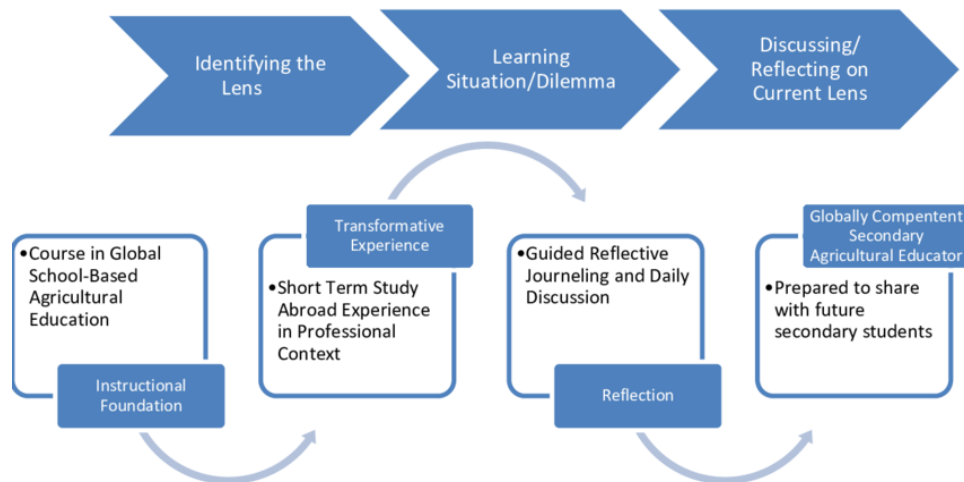 Identifying the
Lens
Learning
Situation/Dilemma
Discussing/
Reflecting on
Current Lens
•Course in Global
School-Based
Agricultural
Education
Instructional
Foundation
Transformative
Experience
•Short Term Study
Abroad Experience
in Professional
Context
•Guided Reflective
Journeling and Daily
Discussion
Reflection
Globally Compentent
Secondary
Agricultural Educator
•Prepared to share
with future
secondary students